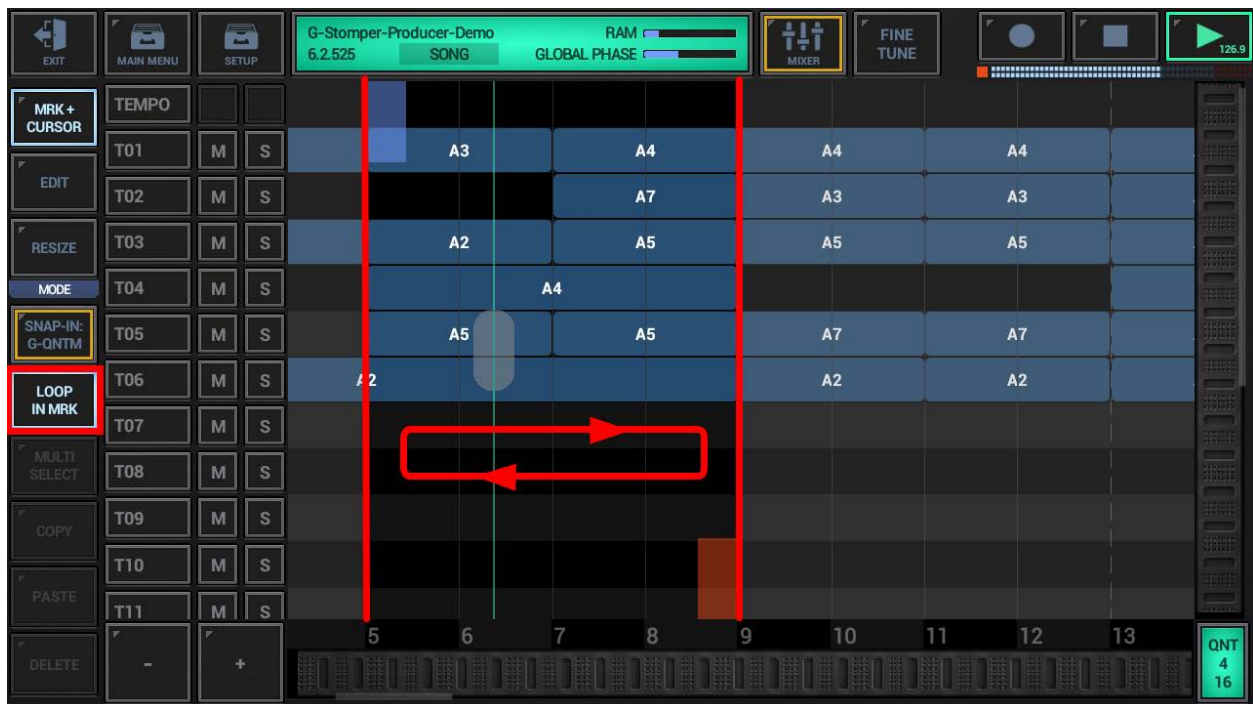 EXIT
MAIN MENU
SETUP
G-Stomper-Producer-Demo
RAM
6.2.525
SONG
GLOBAL PHASE
MIXER
FINE
TUNE
126.9
MRK +
CURSOR
EDIT
RESIZE
MODE
SNAP-IN:
G-QNTM
LOOP
IN MRK
MULTI
SELECT
COPY
PASTE
DELETE
TEMPO
T01 M S A3 A4 A4 A4
T02 M S A7 A3 A3
T03 M S A2 A5 A5 A5
T04 M S A4
T05 M S A5 A5 A7 A7
T06 M S A2 A2 A2
T07 M S
T08 M S
T09 M S
T10 M S
T11 M S
- +
5 6 7 8 9 10 11 12 13
QNT
4
16